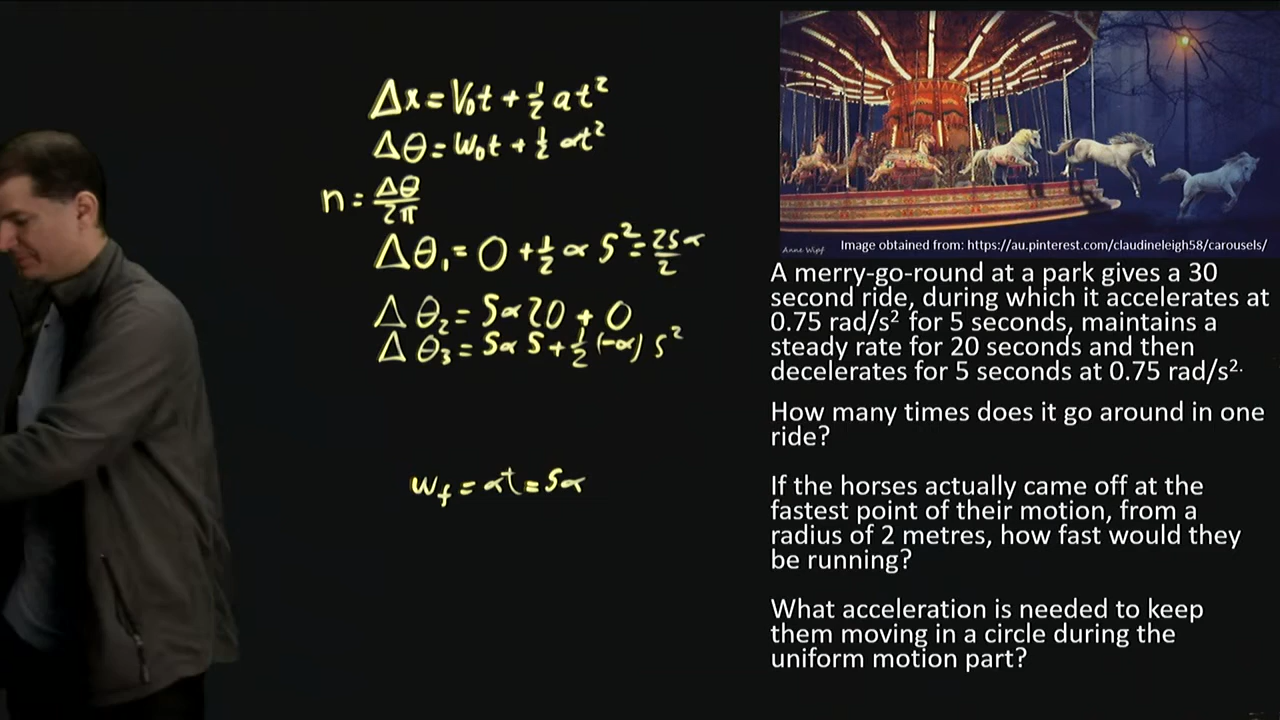 Δx = V₀t + ½ at²
Δθ = ω₀t + ½ αt²
n = Δθ/2π
Δθ₁ = 0 + ½ α 5² = 25α/2
Δθ₂ = 5α20 + 0
Δθ₃ = 5α5 + ½ (-α) 5²
ω_f = αt = 5α
Anne Wipf
Image obtained from: https://au.pinterest.com/claudineleigh58/carousels/
A merry-go-round at a park gives a 30
second ride, during which it accelerates at
0.75 rad/s² for 5 seconds, maintains a
steady rate for 20 seconds and then
decelerates for 5 seconds at 0.75 rad/s²·
How many times does it go around in one
ride?
If the horses actually came off at the
fastest point of their motion, from a
radius of 2 metres, how fast would they
be running?
What acceleration is needed to keep
them moving in a circle during the
uniform motion part?